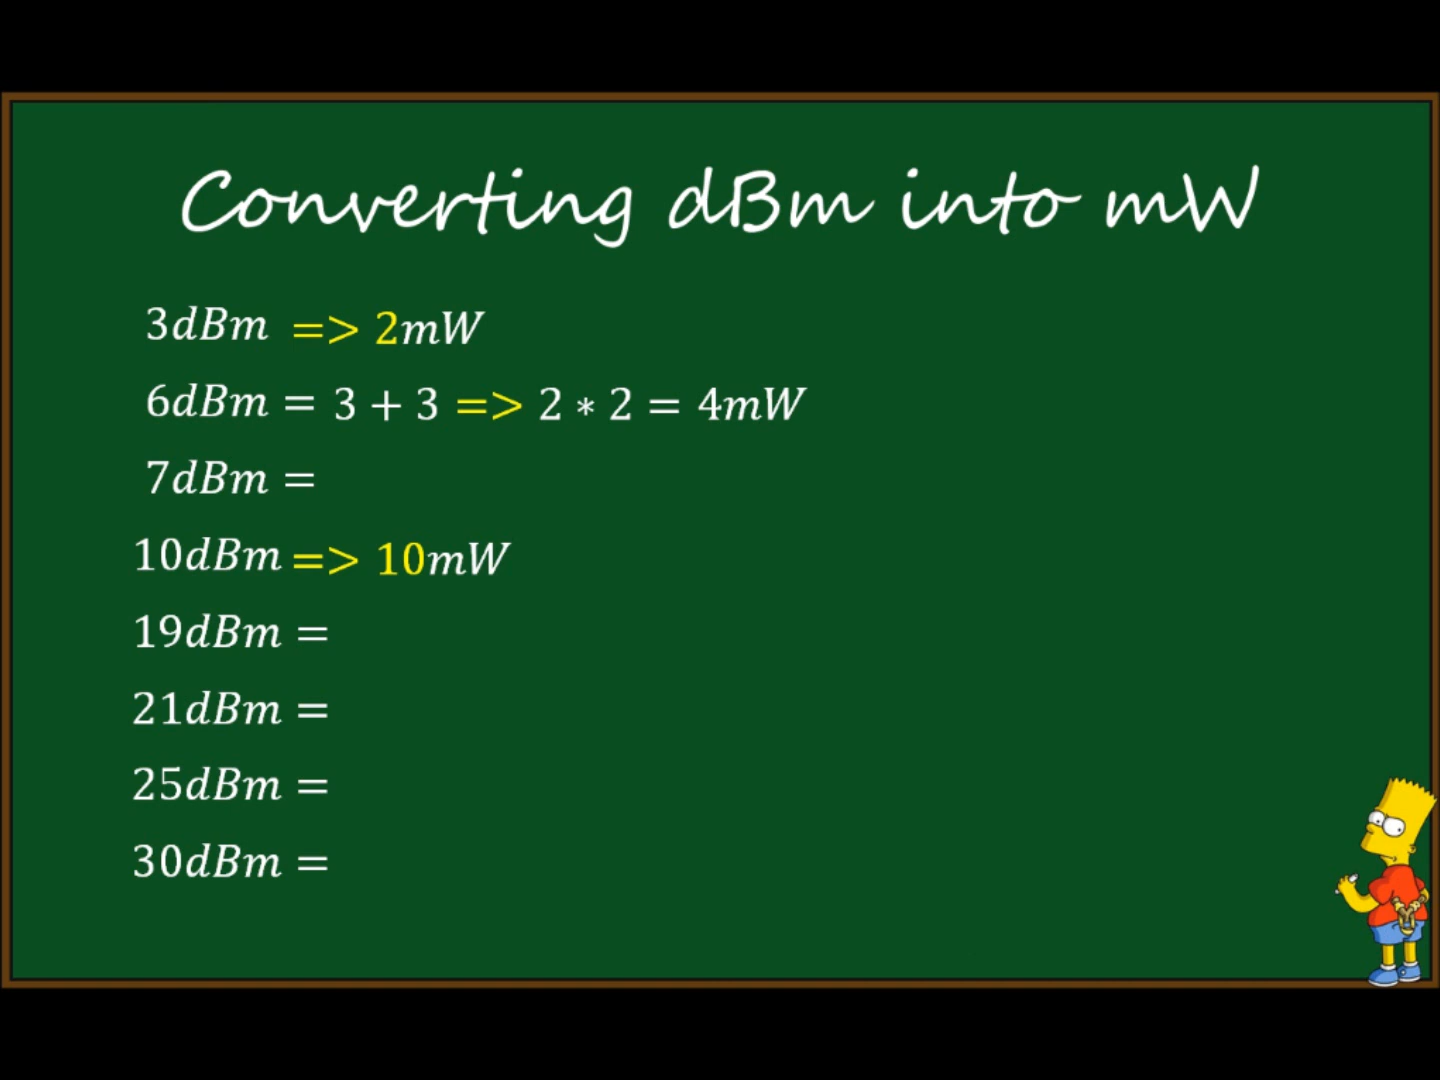 Converting dBm into mW
3dBm => 2mW
6dBm = 3 + 3 => 2 * 2 = 4mW
7dBm =
10dBm => 10mW
19dBm =
21dBm =
25dBm =
30dBm =